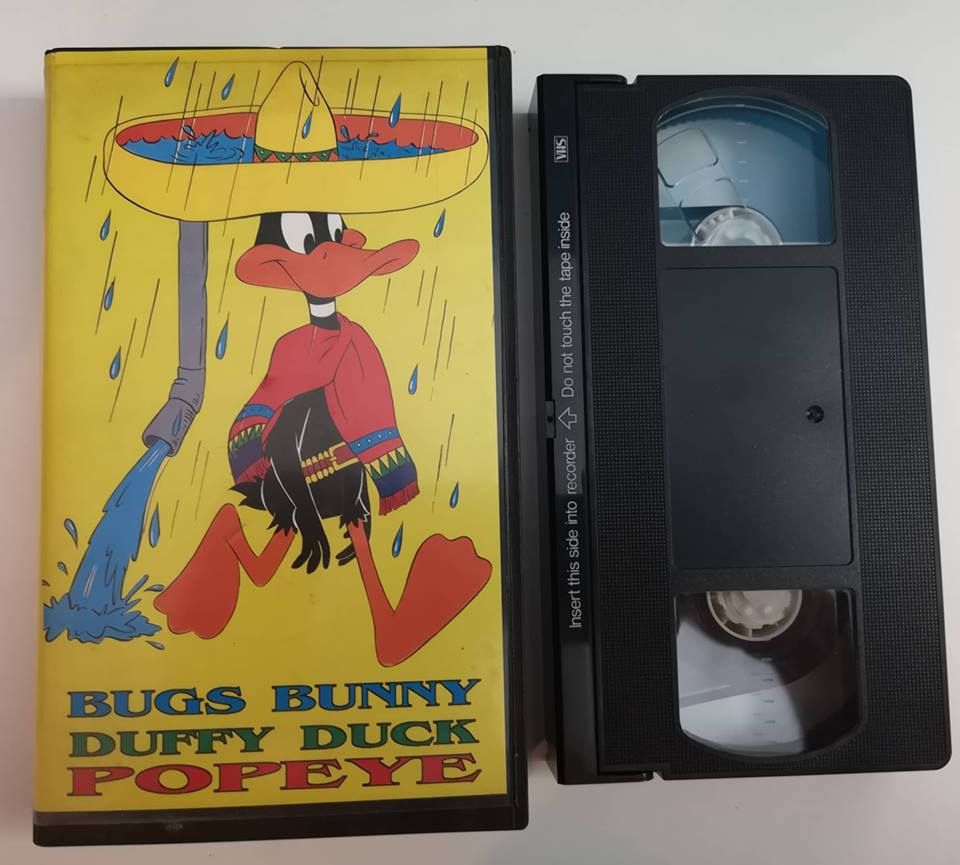 BUGS BUNNY
DUFFY DUCK
POPEYE
VHS
Insert this side into recorder ⇧ Do not touch the tape inside